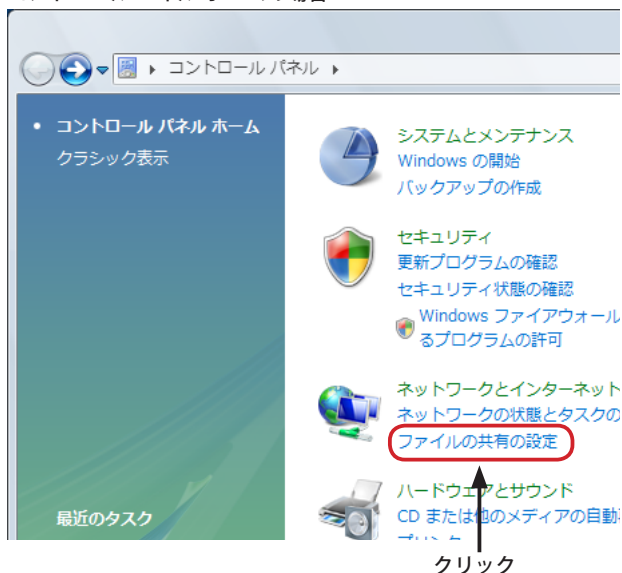 コントロール パネル
コントロール パネル ホーム
クラシック表示
システムとメンテナンス
Windows の開始
バックアップの作成
セキュリティ
更新プログラムの確認
セキュリティ状態の確認
Windows ファイアウォール
るプログラムの許可
ネットワークとインターネット
ネットワークの状態とタスクの
ファイルの共有の設定
ハードウェアとサウンド
CD または他のメディアの自動
最近のタスク
クリック